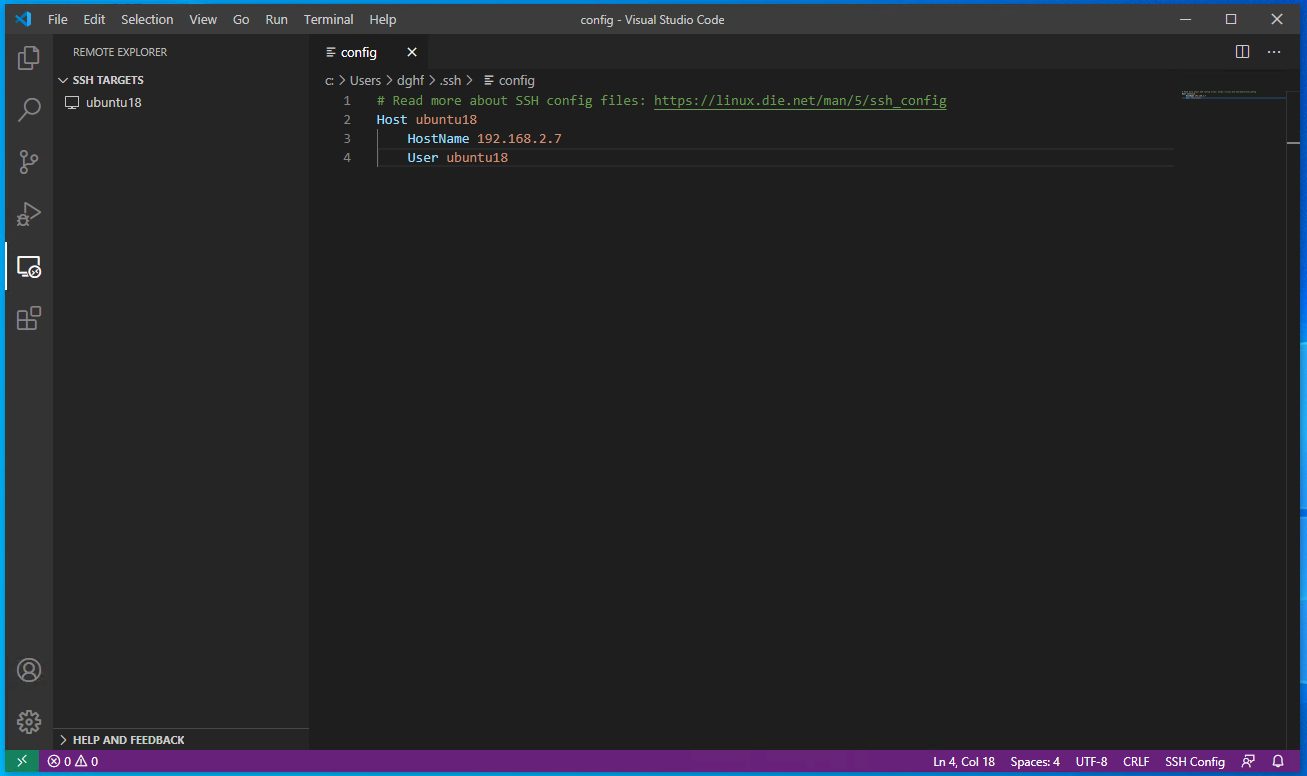 File Edit Selection View Go Run Terminal Help config - Visual Studio Code
REMOTE EXPLORER
SSH TARGETS
ubuntu18
config
c: > Users > dghf > .ssh > config
1 # Read more about SSH config files: https://linux.die.net/man/5/ssh_config
2 Host ubuntu18
3 HostName 192.168.2.7
4 User ubuntu18
HELP AND FEEDBACK
0 0 Ln 4, Col 18 Spaces: 4 UTF-8 CRLF SSH Config